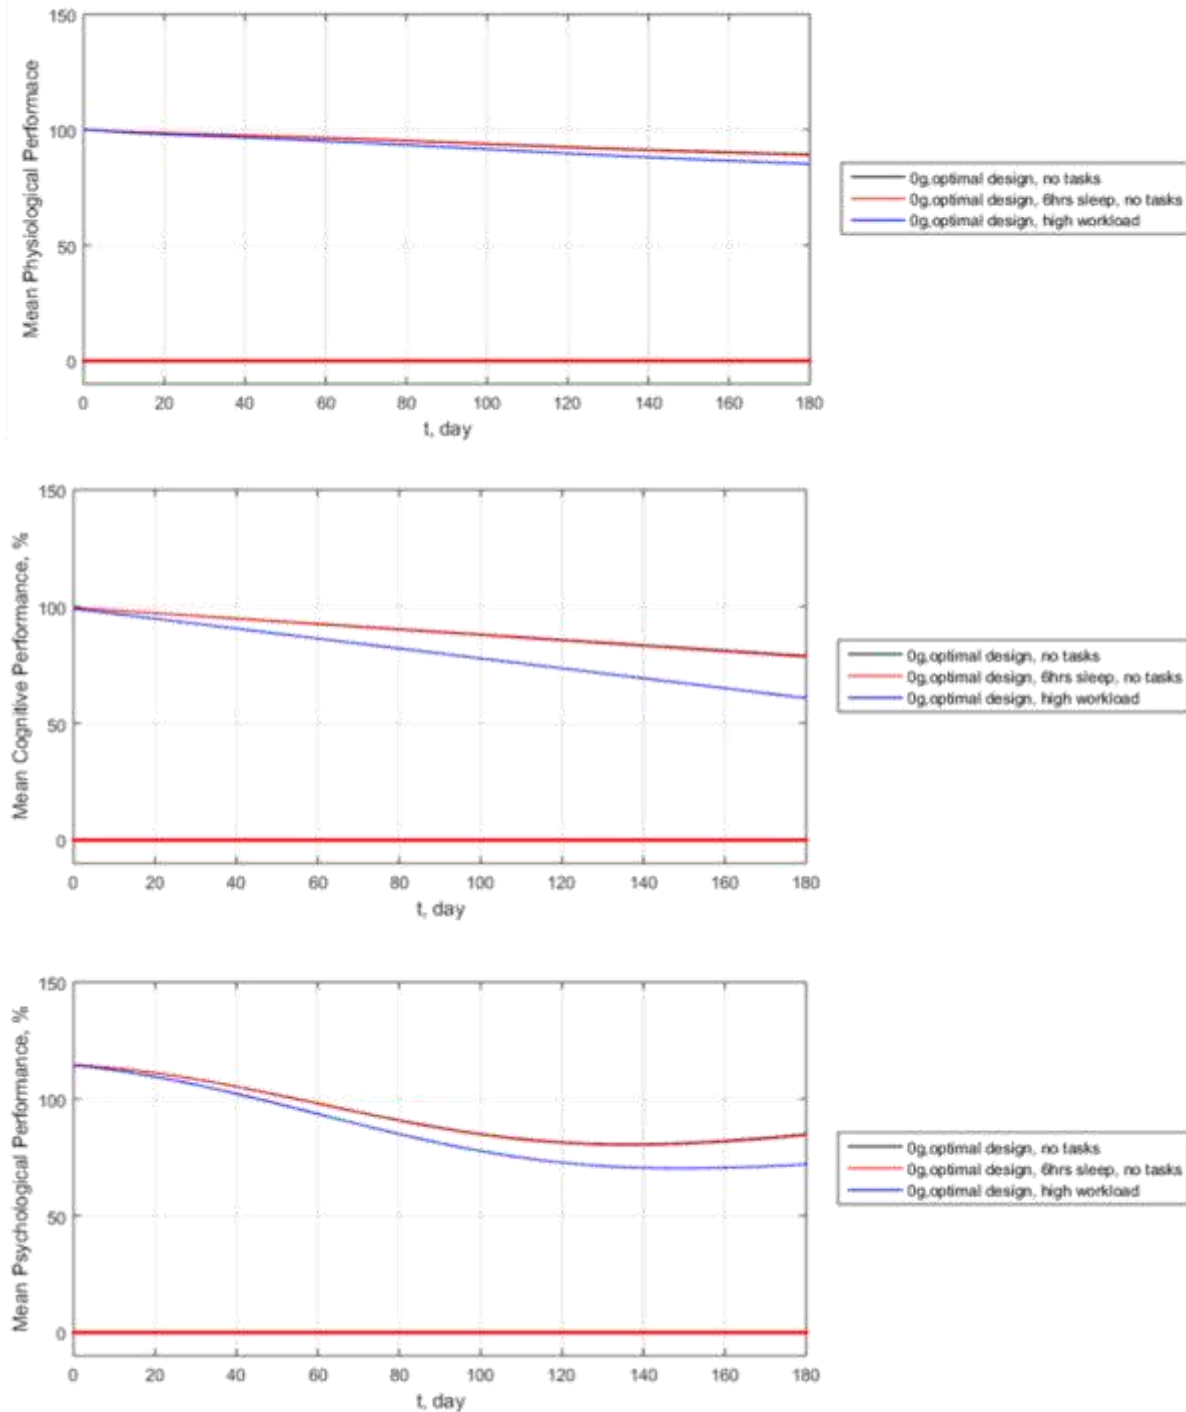 150
100
50
0
Mean Physiological Performace
0 20 40 60 80 100 120 140 160 180
t, day
0g,optimal design, no tasks
0g,optimal design, 6hrs sleep, no tasks
0g,optimal design, high workload
150
100
50
0
Mean Cognitive Performance, %
0 20 40 60 80 100 120 140 160 180
t, day
0g,optimal design, no tasks
0g,optimal design, 6hrs sleep, no tasks
0g,optimal design, high workload
150
100
50
0
Mean Psychological Performance, %
0 20 40 60 80 100 120 140 160 180
t, day
0g,optimal design, no tasks
0g,optimal design, 6hrs sleep, no tasks
0g,optimal design, high workload